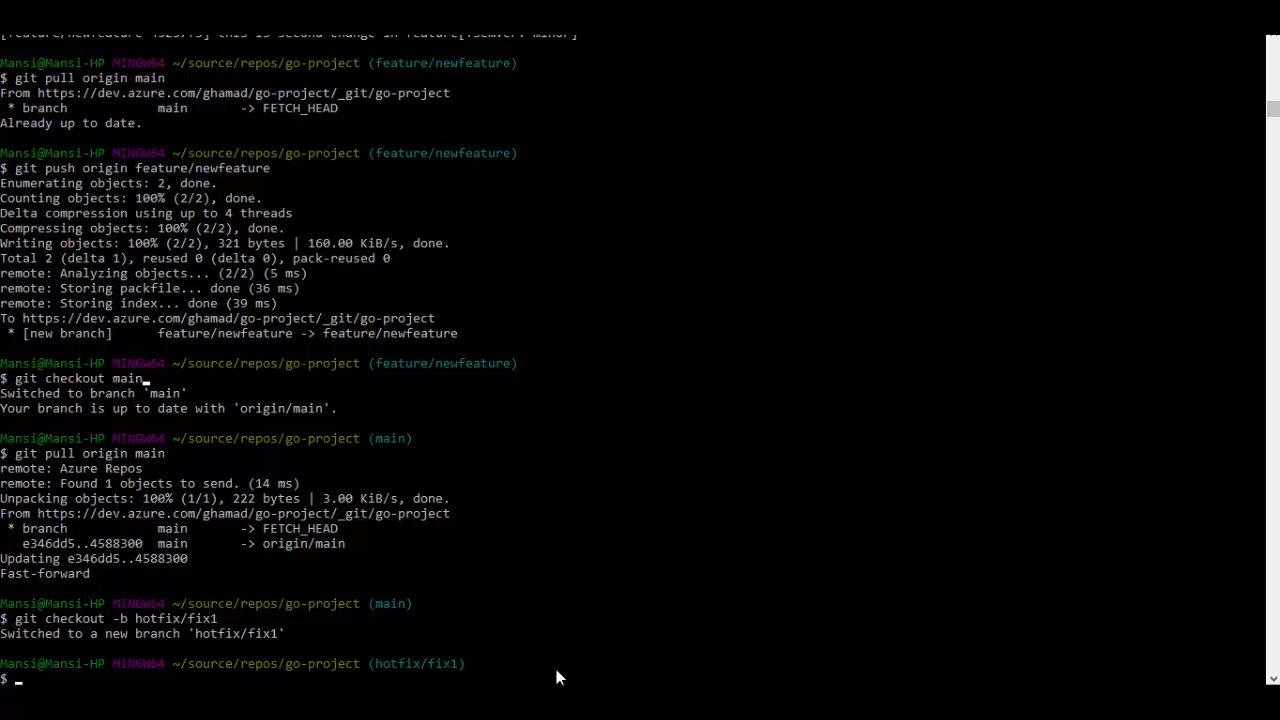 [feature/newfeature 4525775] this is second change in feature[+semver: minor]
Mansi@Mansi-HP MINGW64 ~/source/repos/go-project (feature/newfeature)
$ git pull origin main
From https://dev.azure.com/ghamad/go-project/_git/go-project
 * branch            main       -> FETCH_HEAD
Already up to date.
Mansi@Mansi-HP MINGW64 ~/source/repos/go-project (feature/newfeature)
$ git push origin feature/newfeature
Enumerating objects: 2, done.
Counting objects: 100% (2/2), done.
Delta compression using up to 4 threads
Compressing objects: 100% (2/2), done.
Writing objects: 100% (2/2), 321 bytes | 160.00 KiB/s, done.
Total 2 (delta 1), reused 0 (delta 0), pack-reused 0
remote: Analyzing objects... (2/2) (5 ms)
remote: Storing packfile... done (36 ms)
remote: Storing index... done (39 ms)
To https://dev.azure.com/ghamad/go-project/_git/go-project
 * [new branch]      feature/newfeature -> feature/newfeature
Mansi@Mansi-HP MINGW64 ~/source/repos/go-project (feature/newfeature)
$ git checkout main
Switched to branch 'main'
Your branch is up to date with 'origin/main'.
Mansi@Mansi-HP MINGW64 ~/source/repos/go-project (main)
$ git pull origin main
remote: Azure Repos
remote: Found 1 objects to send. (14 ms)
Unpacking objects: 100% (1/1), 222 bytes | 3.00 KiB/s, done.
From https://dev.azure.com/ghamad/go-project/_git/go-project
 * branch            main       -> FETCH_HEAD
   e346dd5..4588300  main       -> origin/main
Updating e346dd5..4588300
Fast-forward
Mansi@Mansi-HP MINGW64 ~/source/repos/go-project (main)
$ git checkout -b hotfix/fix1
Switched to a new branch 'hotfix/fix1'
Mansi@Mansi-HP MINGW64 ~/source/repos/go-project (hotfix/fix1)
$